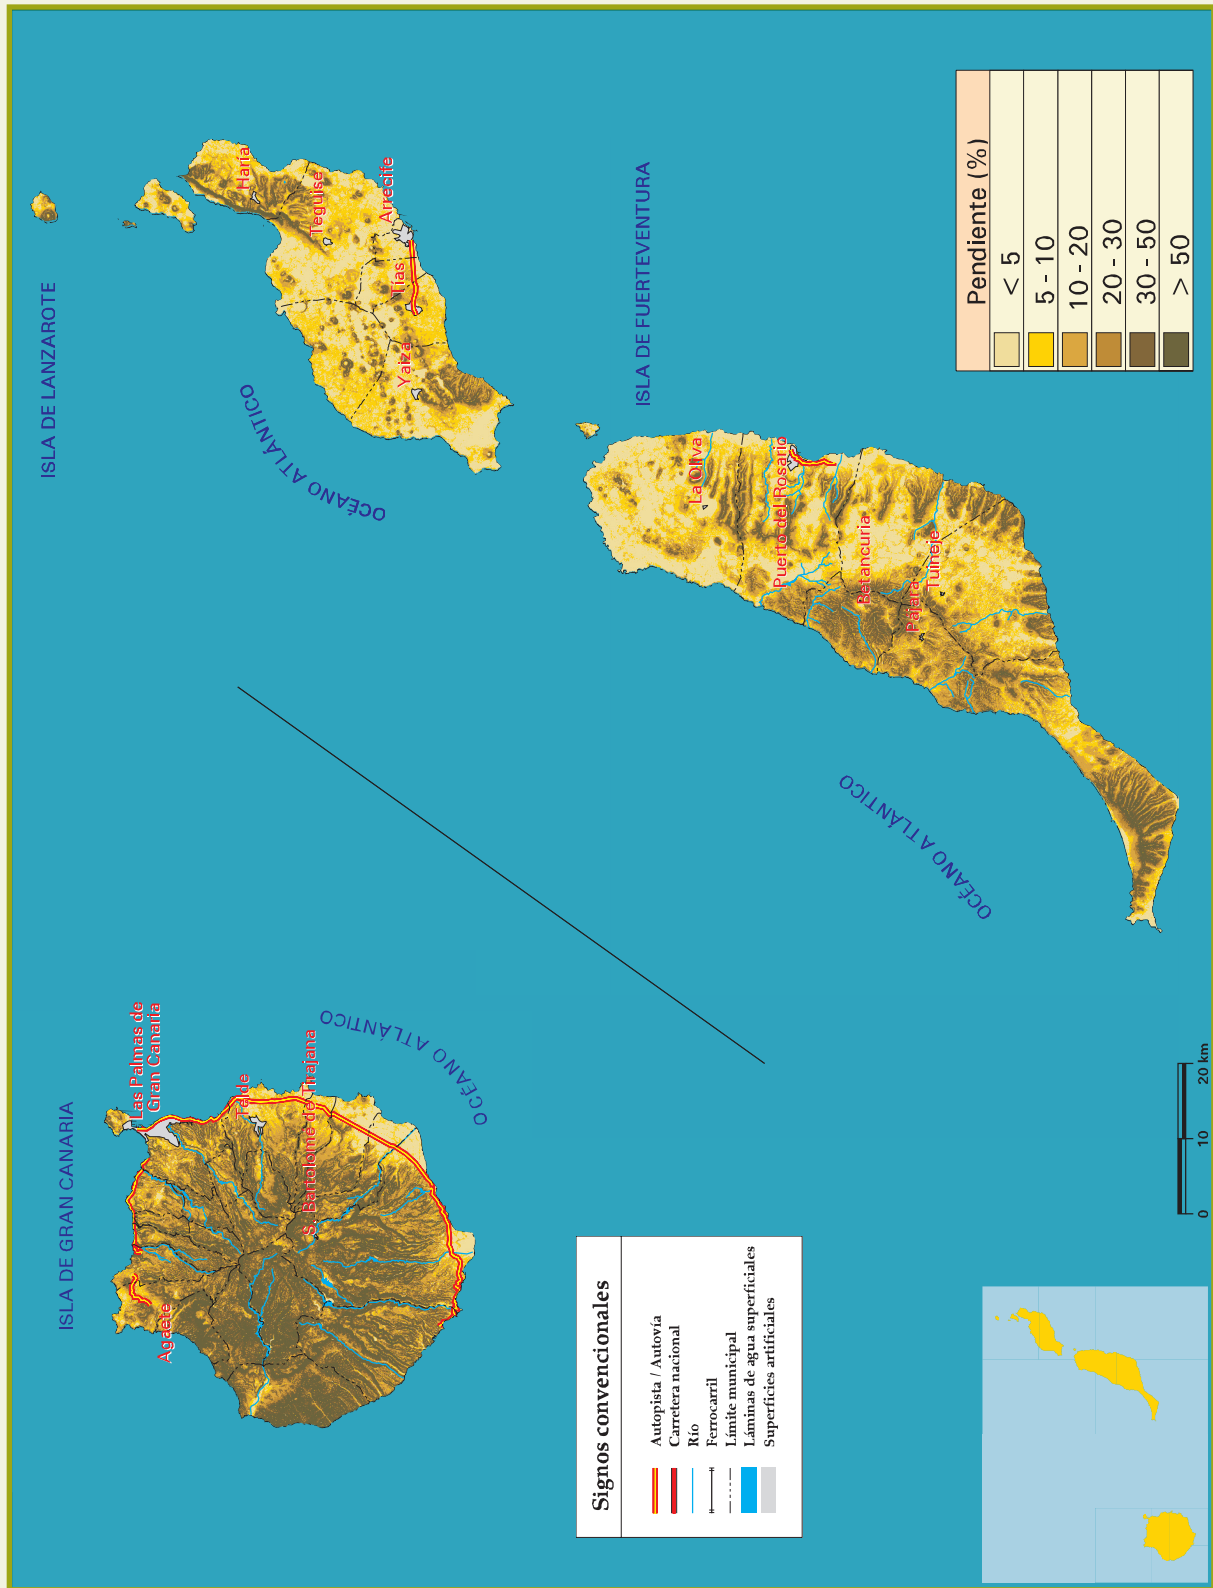 ISLA DE LANZAROTE
Haría
Teguise
Arrecife
Tías
Yaiza
OCÉANO ATLÁNTICO
ISLA DE FUERTEVENTURA
La Oliva
Puerto del Rosario
Betancuria
Pájara
Tuineje
OCÉANO ATLÁNTICO
ISLA DE GRAN CANARIA
Las Palmas de
Gran Canaria
Telde
S. Bartolomé de Tirajana
Agaete
OCÉANO ATLÁNTICO
Pendiente (%)
< 5
5 - 10
10 - 20
20 - 30
30 - 50
> 50
Signos convencionales
Autopista / Autovía
Carretera nacional
Río
Ferrocarril
Límite municipal
Láminas de agua superficiales
Superficies artificiales
0 10 20 km